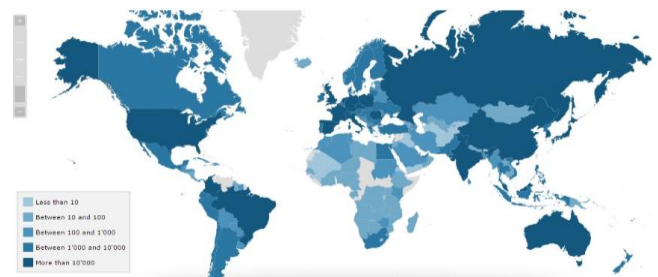 Less than 10
Between 10 and 100
Between 100 and 1'000
Between 1'000 and 10'000
More than 10'000